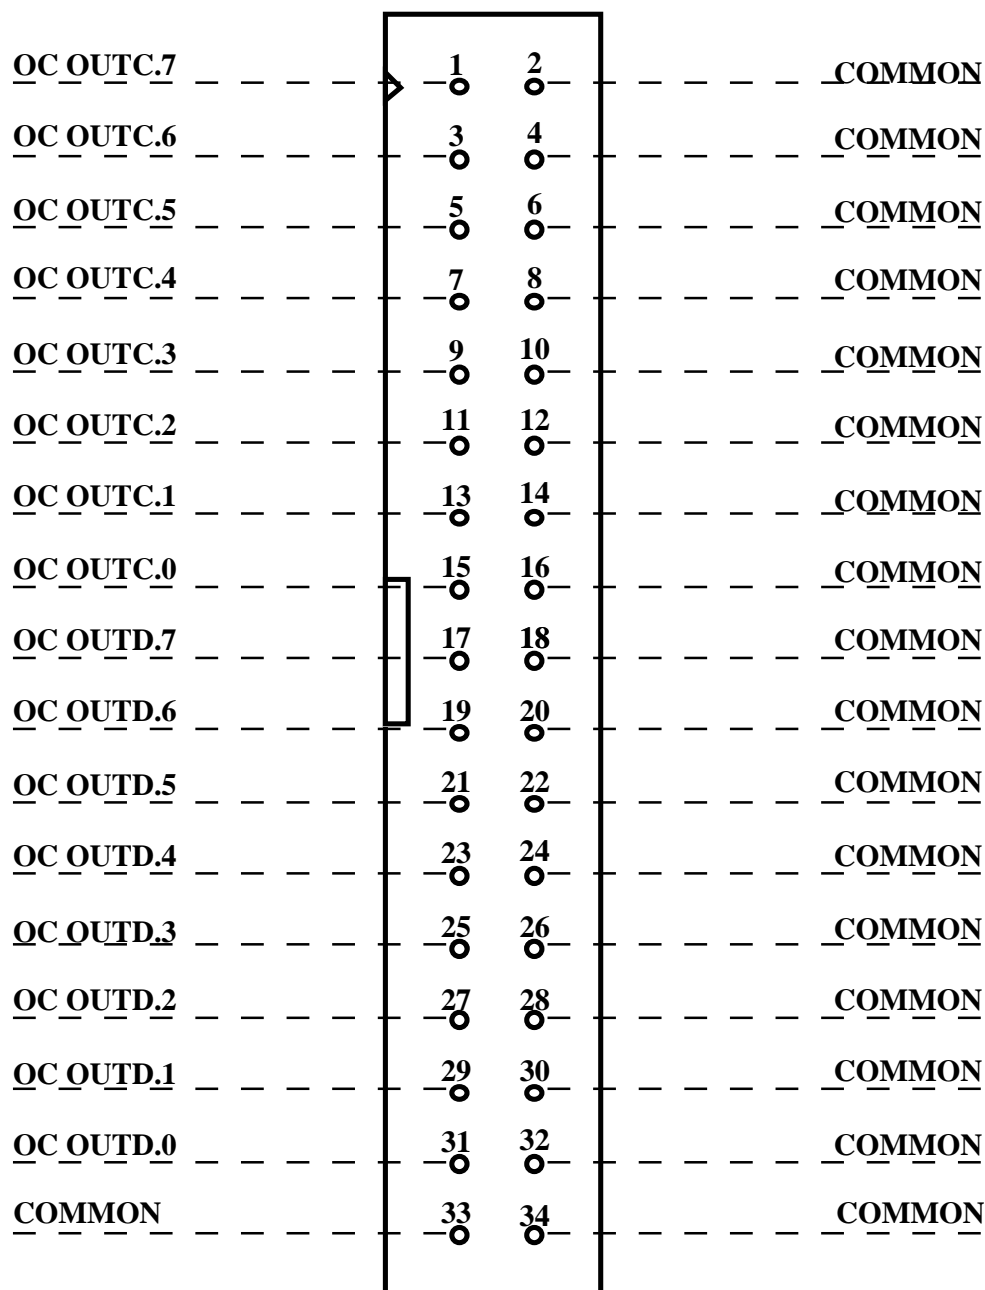 OC OUTC.7 1 2 COMMON
OC OUTC.6 3 4 COMMON
OC OUTC.5 5 6 COMMON
OC OUTC.4 7 8 COMMON
OC OUTC.3 9 10 COMMON
OC OUTC.2 11 12 COMMON
OC OUTC.1 13 14 COMMON
OC OUTC.0 15 16 COMMON
OC OUTD.7 17 18 COMMON
OC OUTD.6 19 20 COMMON
OC OUTD.5 21 22 COMMON
OC OUTD.4 23 24 COMMON
OC OUTD.3 25 26 COMMON
OC OUTD.2 27 28 COMMON
OC OUTD.1 29 30 COMMON
OC OUTD.0 31 32 COMMON
COMMON 33 34 COMMON